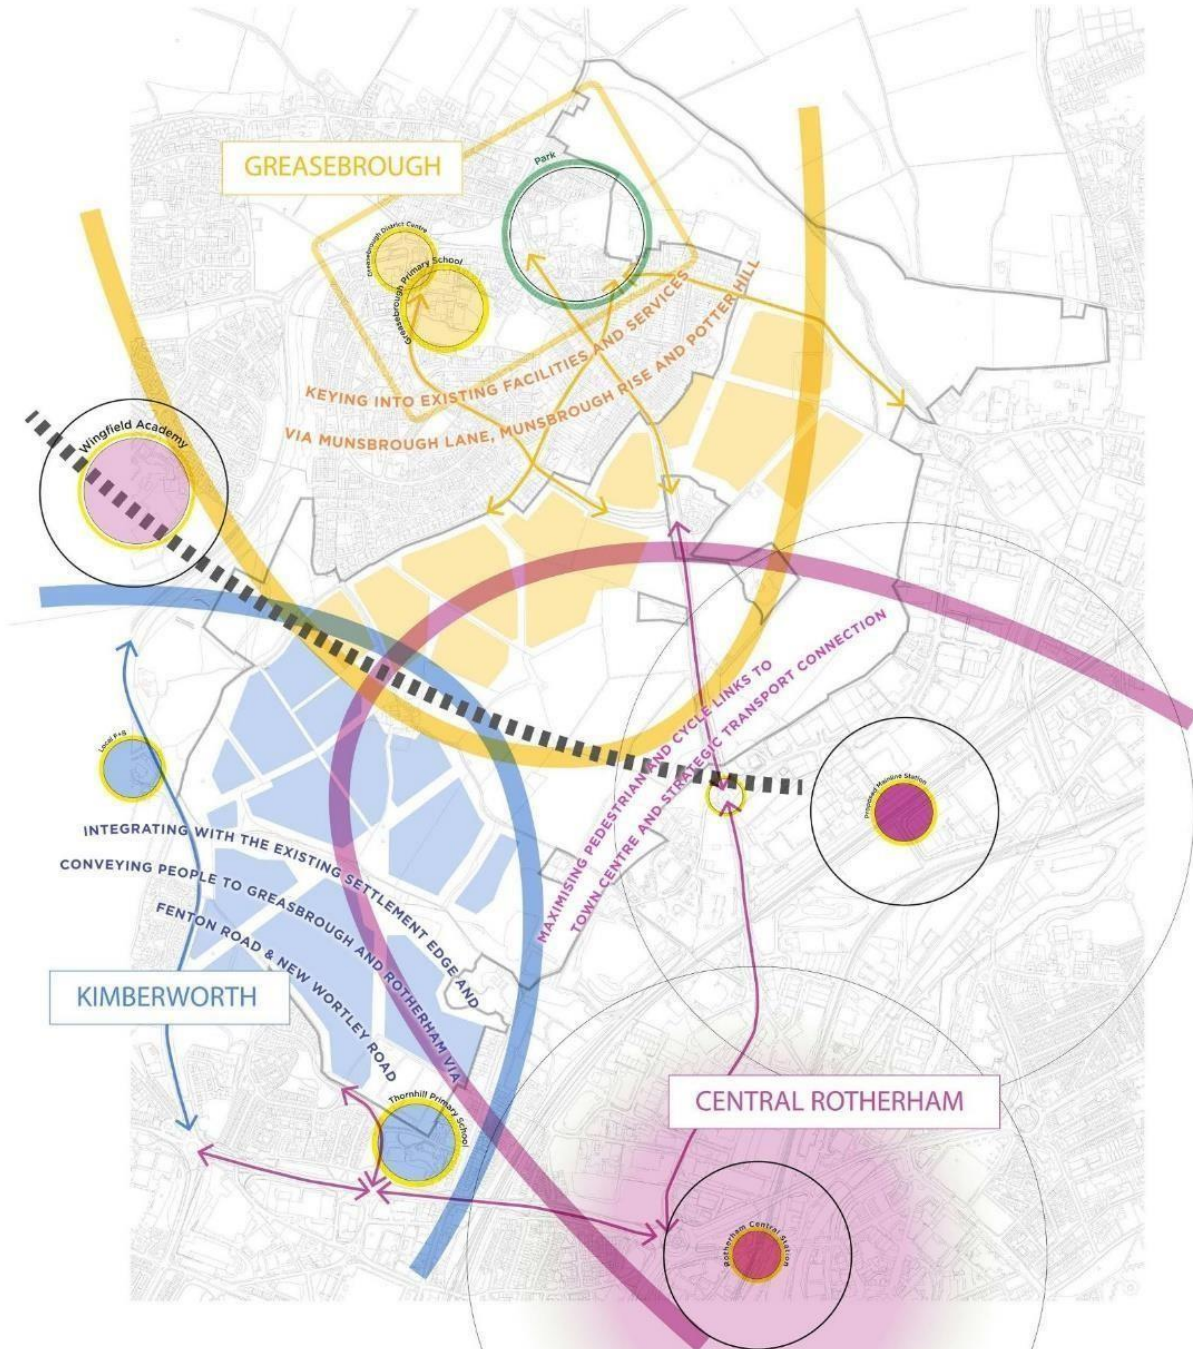 GREASEBROUGH
Park
Greasebrough District Centre
Greasebrough Primary School
KEYING INTO EXISTING FACILITIES AND SERVICES
VIA MUNSBROUGH LANE, MUNSBROUGH RISE AND POTTER HILL
Wingfield Academy
MAXIMISING PEDESTRIAN AND CYCLE LINKS TO
TOWN CENTRE AND STRATEGIC TRANSPORT CONNECTION
Local F+B
Proposed Mainline Station
INTEGRATING WITH THE EXISTING SETTLEMENT EDGE AND
CONVEYING PEOPLE TO GREASBROUGH AND ROTHERHAM VIA
FENTON ROAD & NEW WORTLEY ROAD
KIMBERWORTH
Thornhill Primary School
CENTRAL ROTHERHAM
Rotherham Central Station